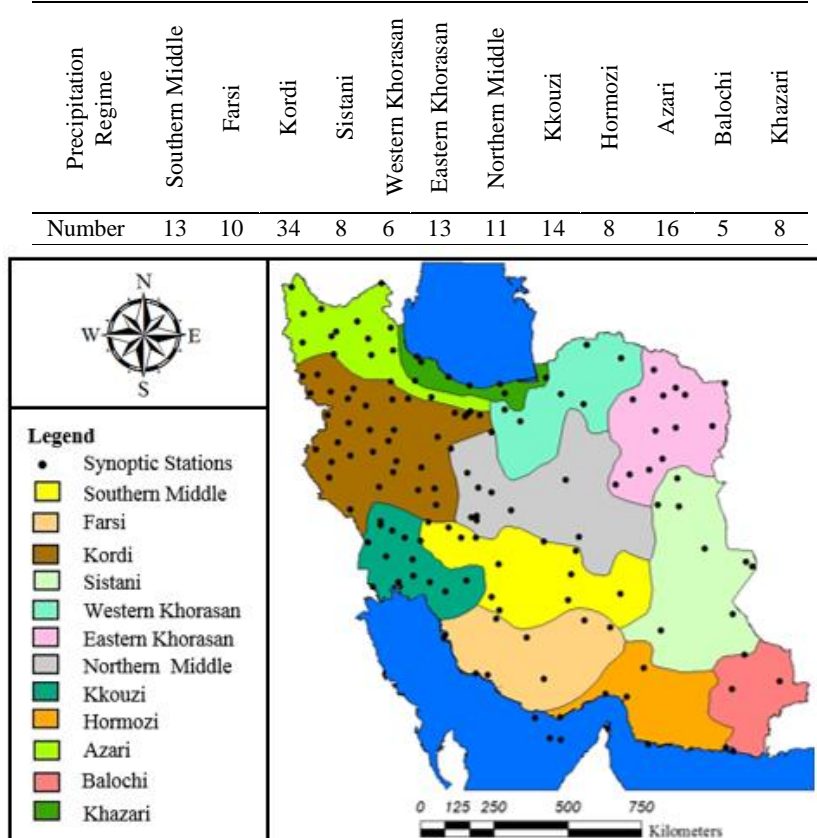 Precipitation Regime Southern Middle Farsi Kordi Sistani Western Khorasan Eastern Khorasan Northern Middle Kkouzi Hormozi Azari Balochi Khazari
Number 13 10 34 8 6 13 11 14 8 16 5 8
N
W E
S
Legend
Synoptic Stations
Southern Middle
Farsi
Kordi
Sistani
Western Khorasan
Eastern Khorasan
Northern Middle
Kkouzi
Hormozi
Azari
Balochi
Khazari
0 125 250 500 750
Kilometers